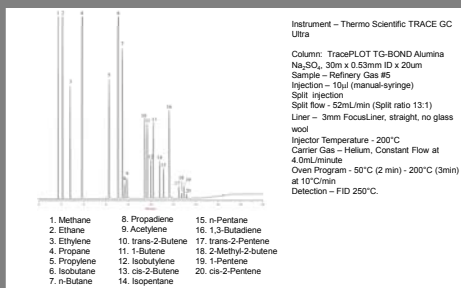 Instrument – Thermo Scientific TRACE GC
Ultra
Column: TracePLOT TG-BOND Alumina
Na₂SO₄, 30m x 0.53mm ID x 20um
Sample – Refinery Gas #5
Injection – 10µl (manual-syringe)
Split injection
Split flow - 52mL/min (Split ratio 13:1)
Liner – 3mm FocusLiner, straight, no glass
wool
Injector Temperature - 200°C
Carrier Gas – Helium, Constant Flow at
4.0mL/minute
Oven Program - 50°C (2 min) - 200°C (3min)
at 10°C/min
Detection – FID 250°C.
1. Methane
2. Ethane
3. Ethylene
4. Propane
5. Propylene
6. Isobutane
7. n-Butane
8. Propadiene
9. Acetylene
10. trans-2-Butene
11. 1-Butene
12. Isobutylene
13. cis-2-Butene
14. Isopentane
15. n-Pentane
16. 1,3-Butadiene
17. trans-2-Pentene
18. 2-Methyl-2-butene
19. 1-Pentene
20. cis-2-Pentene